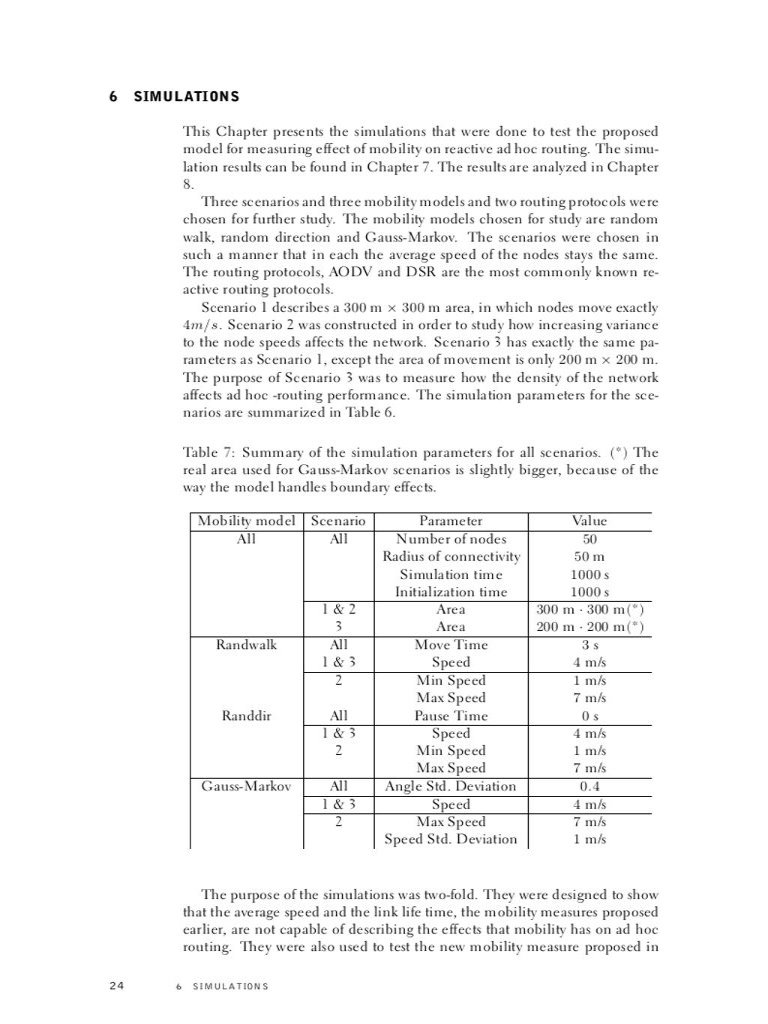 6 SIMULATIONS
This Chapter presents the simulations that were done to test the proposed
model for measuring effect of mobility on reactive ad hoc routing. The simu-
lation results can be found in Chapter 7. The results are analyzed in Chapter
8.
Three scenarios and three mobility models and two routing protocols were
chosen for further study. The mobility models chosen for study are random
walk, random direction and Gauss-Markov. The scenarios were chosen in
such a manner that in each the average speed of the nodes stays the same.
The routing protocols, AODV and DSR are the most commonly known re-
active routing protocols.
Scenario 1 describes a 300 m × 300 m area, in which nodes move exactly
4m/s. Scenario 2 was constructed in order to study how increasing variance
to the node speeds affects the network. Scenario 3 has exactly the same pa-
rameters as Scenario 1, except the area of movement is only 200 m × 200 m.
The purpose of Scenario 3 was to measure how the density of the network
affects ad hoc -routing performance. The simulation parameters for the sce-
narios are summarized in Table 6.
Table 7: Summary of the simulation parameters for all scenarios. (*) The
real area used for Gauss-Markov scenarios is slightly bigger, because of the
way the model handles boundary effects.
Mobility model Scenario Parameter Value
All All Number of nodes 50
Radius of connectivity 50 m
Simulation time 1000 s
Initialization time 1000 s
1 & 2 Area 300 m · 300 m(*)
3 Area 200 m · 200 m(*)
Randwalk All Move Time 3 s
1 & 3 Speed 4 m/s
2 Min Speed 1 m/s
Max Speed 7 m/s
Randdir All Pause Time 0 s
1 & 3 Speed 4 m/s
2 Min Speed 1 m/s
Max Speed 7 m/s
Gauss-Markov All Angle Std. Deviation 0.4
1 & 3 Speed 4 m/s
2 Max Speed 7 m/s
Speed Std. Deviation 1 m/s
The purpose of the simulations was two-fold. They were designed to show
that the average speed and the link life time, the mobility measures proposed
earlier, are not capable of describing the effects that mobility has on ad hoc
routing. They were also used to test the new mobility measure proposed in
24 6 SIMULATIONS